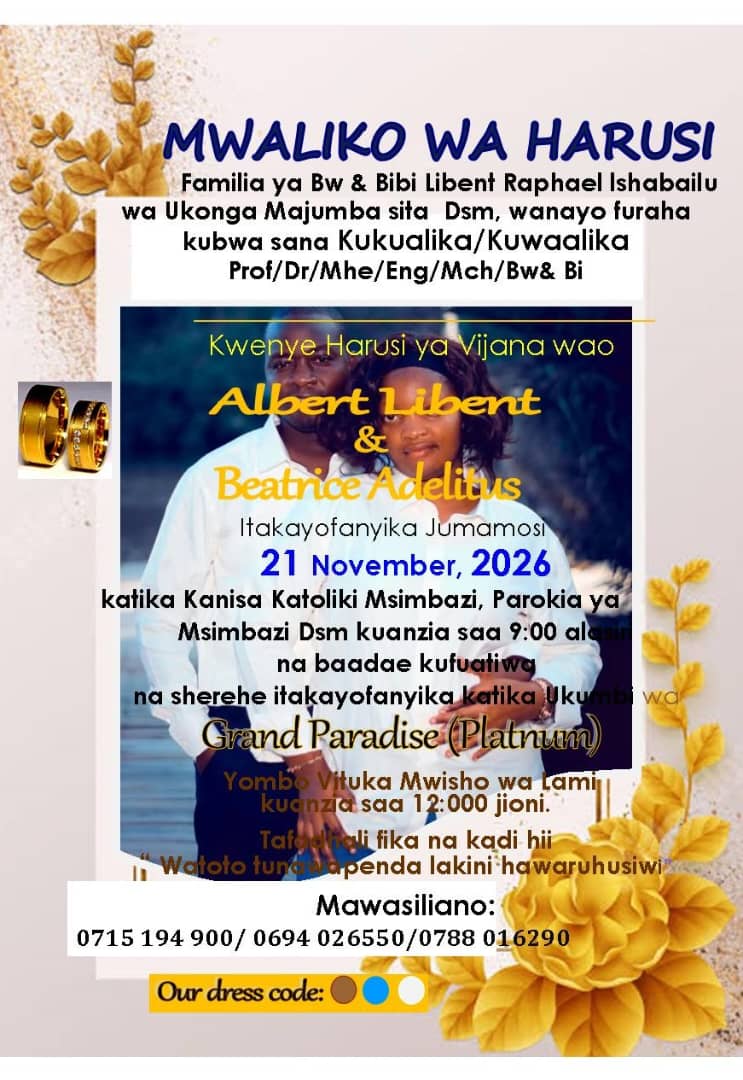 MWALIKO WA HARUSI
Familia ya Bw & Bibi Libent Raphael Ishabailu
wa Ukonga Majumba sita Dsm, wanayo furaha
kubwa sana Kukualika/Kuwaalika
Prof/Dr/Mhe/Eng/Mch/Bw& Bi
Kwenye Harusi ya Vijana wao
Albert Libent
&
Beatrice Adelitus
Itakayofanyika Jumamosi
21 November, 2026
katika Kanisa Katoliki Msimbazi, Parokia ya
Msimbazi Dsm kuanzia saa 9:00 alasiri
na baadae kufuatiwa
na sherehe itakayofanyika katika Ukumbi wa
Grand Paradise (Platnum)
Yombo Vituka Mwisho wa Lami
kuanzia saa 12:000 jioni.
Tafadhali fika na kadi hii
“ Watoto tunawapenda lakini hawaruhusiwi”
Mawasiliano:
0715 194 900/ 0694 026550/0788 016290
Our dress code: